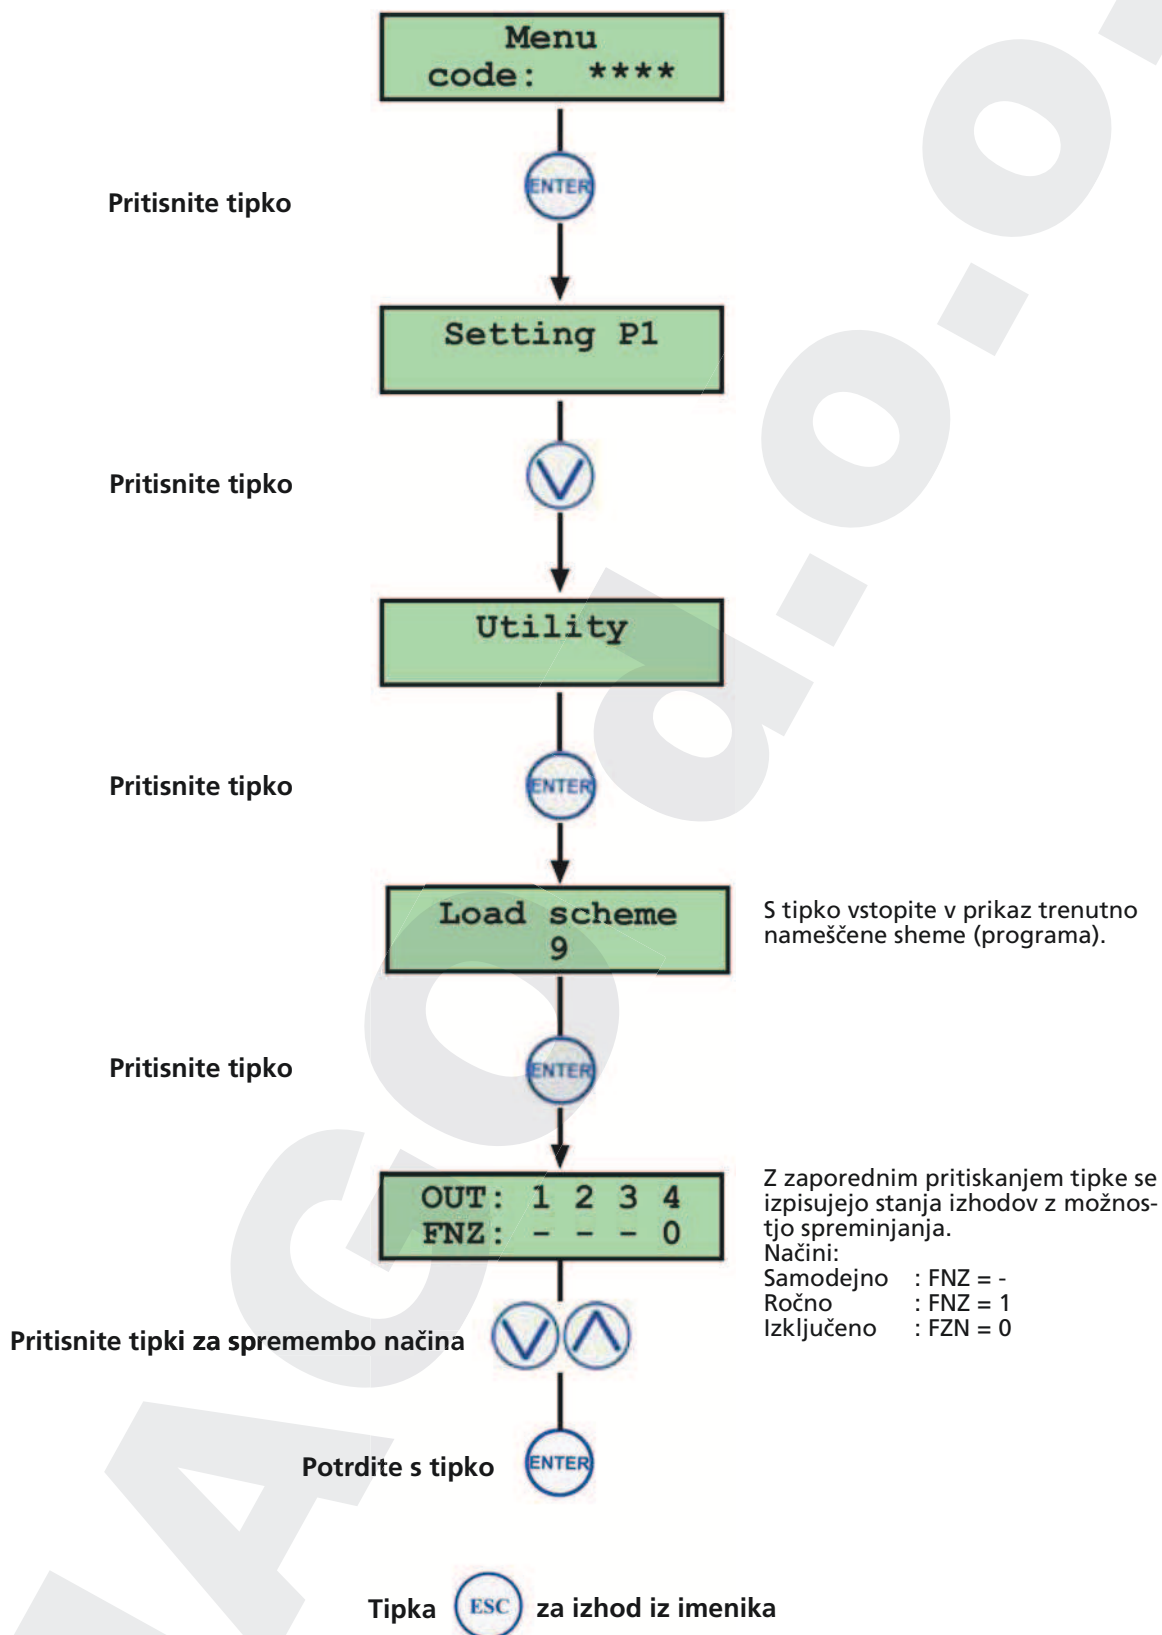 Menu
code: ****
ENTER
Pritisnite tipko
Setting P1
Pritisnite tipko
Utility
Pritisnite tipko
ENTER
Load scheme
9
S tipko vstopite v prikaz trenutno
nameščene sheme (programa).
Pritisnite tipko
ENTER
OUT: 1 2 3 4
FNZ: - - - 0
Z zaporednim pritiskanjem tipke se
izpisujejo stanja izhodov z možnos-
tjo spreminjanja.
Načini:
Samodejno : FNZ = -
Ročno : FNZ = 1
Izključeno : FZN = 0
Pritisnite tipki za spremembo načina
Potrdite s tipko ENTER
Tipka ESC za izhod iz imenika